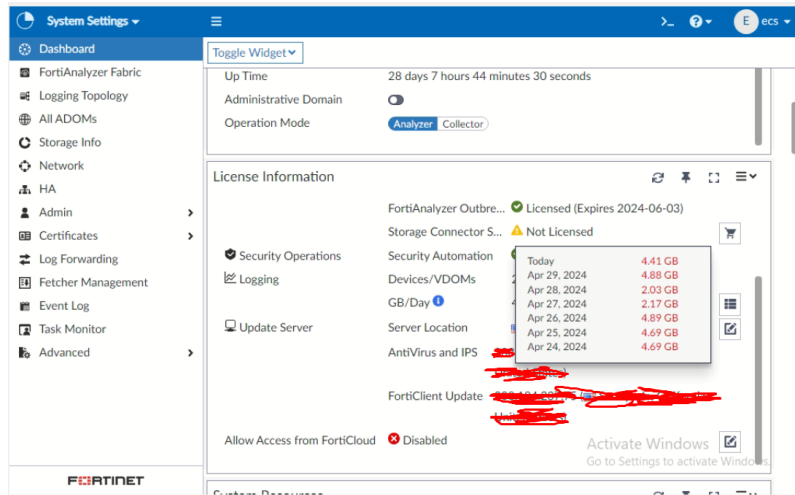 System Settings
>_
E ecs
Dashboard
FortiAnalyzer Fabric
Logging Topology
All ADOMs
Storage Info
Network
HA
Admin
Certificates
Log Forwarding
Fetcher Management
Event Log
Task Monitor
Advanced
FORTINET
Toggle Widget
Up Time 28 days 7 hours 44 minutes 30 seconds
Administrative Domain
Operation Mode Analyzer Collector
License Information
FortiAnalyzer Outbre... Licensed (Expires 2024-06-03)
Storage Connector S... Not Licensed
Security Operations Security Automation
Logging Devices/VDOMs
GB/Day
Update Server Server Location
AntiVirus and IPS
FortiClient Update
Allow Access from FortiCloud Disabled
Today 4.41 GB
Apr 29, 2024 4.88 GB
Apr 28, 2024 2.03 GB
Apr 27, 2024 2.17 GB
Apr 26, 2024 4.89 GB
Apr 25, 2024 4.69 GB
Apr 24, 2024 4.69 GB
Activate Windows
Go to Settings to activate Windows.
System Resources